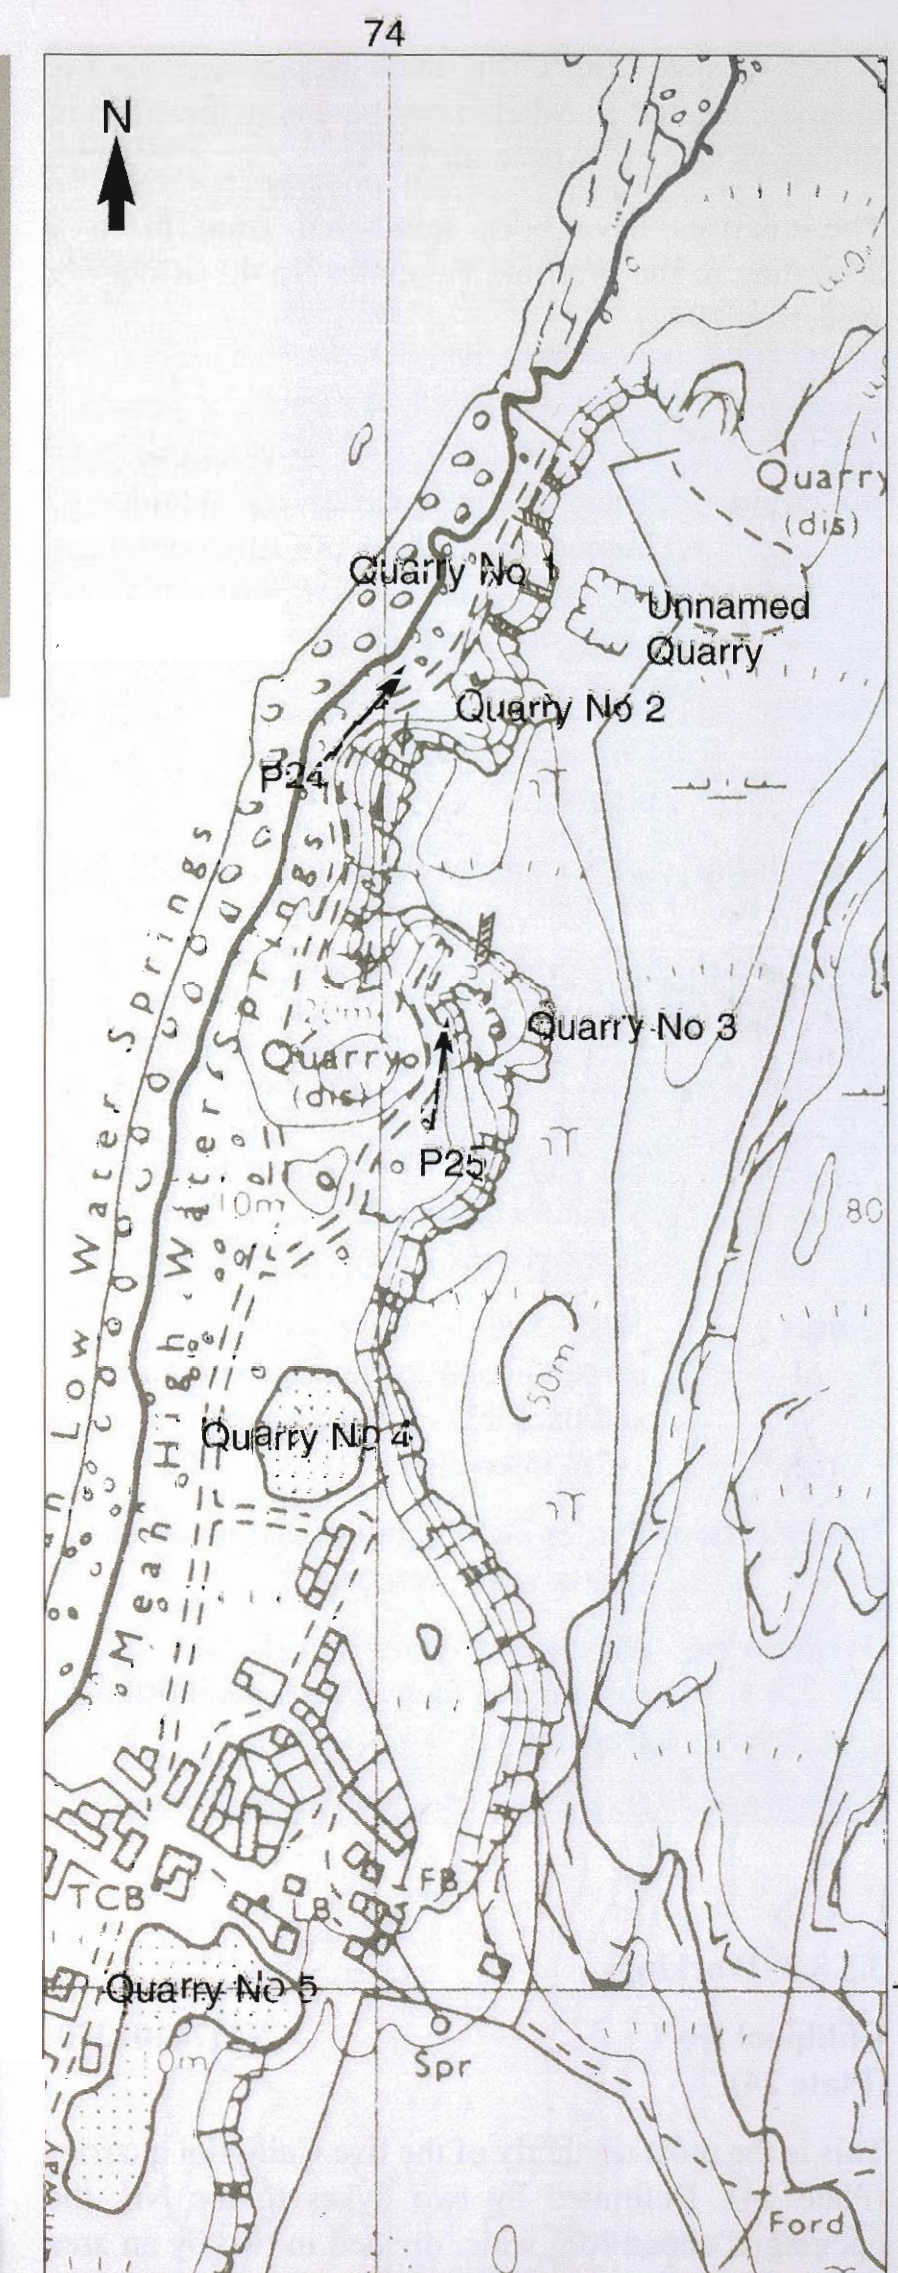 74
N
Quarry
(dis)
Quarry No 1
Unnamed
Quarry
Quarry No 2
P24
Quarry No 3
Quarry
(dis)
P25
10m
80
Mean High Water Springs
Low Water Springs
50m
Quarry No 4
TCB
LB
FB
Quarry No 5
10m
Spr
Ford